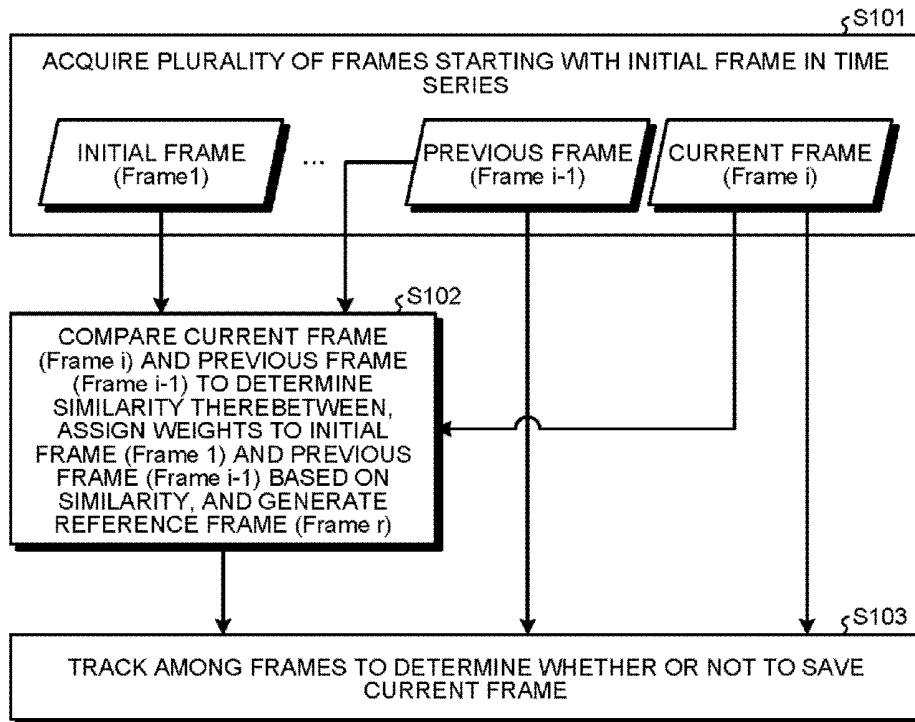 S101
ACQUIRE PLURALITY OF FRAMES STARTING WITH INITIAL FRAME IN TIME
SERIES
INITIAL FRAME
(Frame1)
...
PREVIOUS FRAME
(Frame i-1)
CURRENT FRAME
(Frame i)
S102
COMPARE CURRENT FRAME
(Frame i) AND PREVIOUS FRAME
(Frame i-1) TO DETERMINE
SIMILARITY THEREBETWEEN,
ASSIGN WEIGHTS TO INITIAL
FRAME (Frame 1) AND PREVIOUS
FRAME (Frame i-1) BASED ON
SIMILARITY, AND GENERATE
REFERENCE FRAME (Frame r)
S103
TRACK AMONG FRAMES TO DETERMINE WHETHER OR NOT TO SAVE
CURRENT FRAME